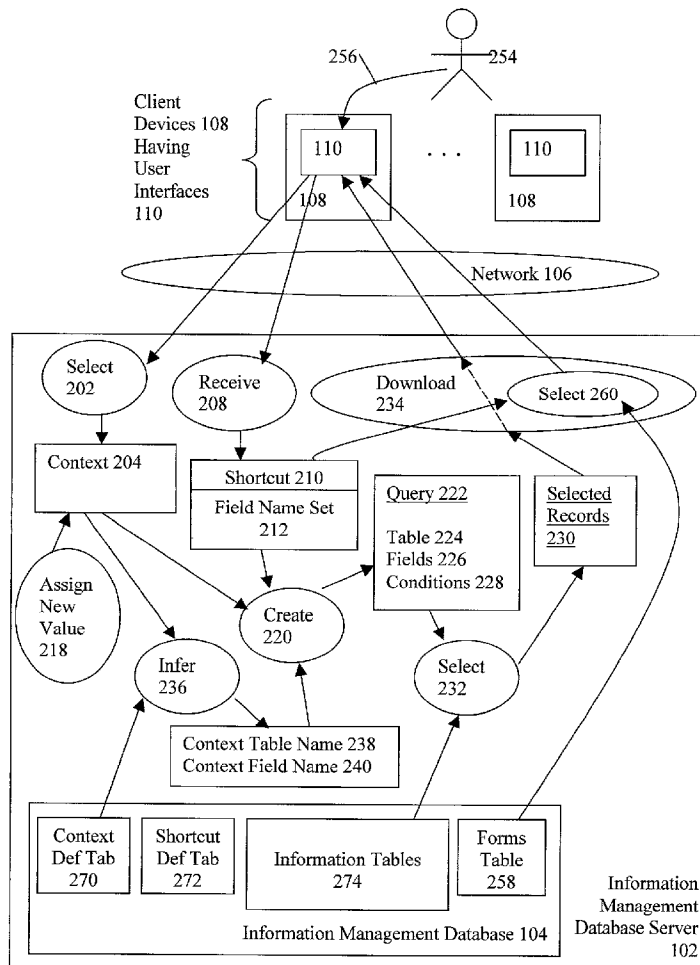 256
254
Client
Devices 108
Having
User
Interfaces
110
110
108
. . .
110
108
Network 106
Select
202
Receive
208
Download
234
Select 260
Context 204
Shortcut 210
Field Name Set
212
Query 222
Table 224
Fields 226
Conditions 228
Selected
Records
230
Assign
New
Value
218
Create
220
Infer
236
Select
232
Context Table Name 238
Context Field Name 240
Context
Def Tab
270
Shortcut
Def Tab
272
Information Tables
274
Forms
Table
258
Information Management Database 104
Information
Management
Database Server
102